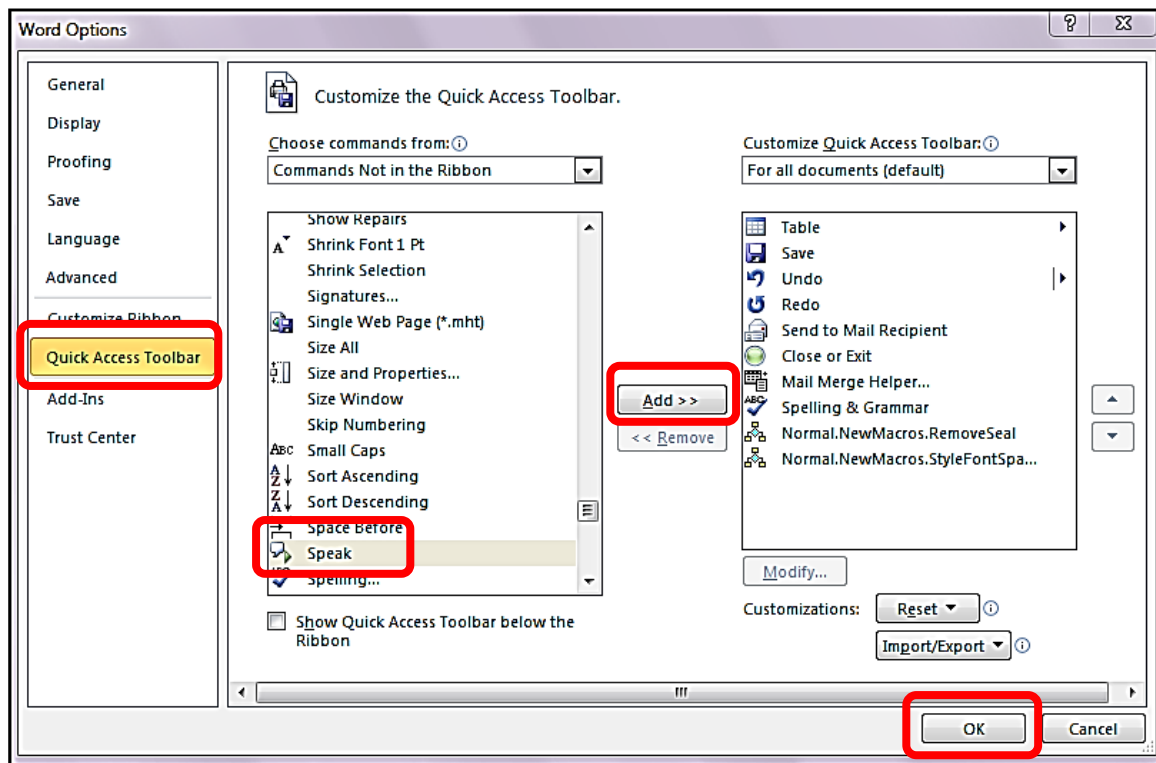 Word Options
General
Display
Proofing
Save
Language
Advanced
Customize Ribbon
Quick Access Toolbar
Add-Ins
Trust Center
Customize the Quick Access Toolbar.
Choose commands from:
Commands Not in the Ribbon
Show Repairs
Shrink Font 1 Pt
Shrink Selection
Signatures...
Single Web Page (*.mht)
Size All
Size and Properties...
Size Window
Skip Numbering
Small Caps
Sort Ascending
Sort Descending
Space Before
Speak
Spelling...
Show Quick Access Toolbar below the
Ribbon
Add >>
<< Remove
Customize Quick Access Toolbar:
For all documents (default)
Table
Save
Undo
Redo
Send to Mail Recipient
Close or Exit
Mail Merge Helper...
Spelling & Grammar
Normal.NewMacros.RemoveSeal
Normal.NewMacros.StyleFontSpa...
Modify...
Customizations: Reset
Import/Export
OK
Cancel